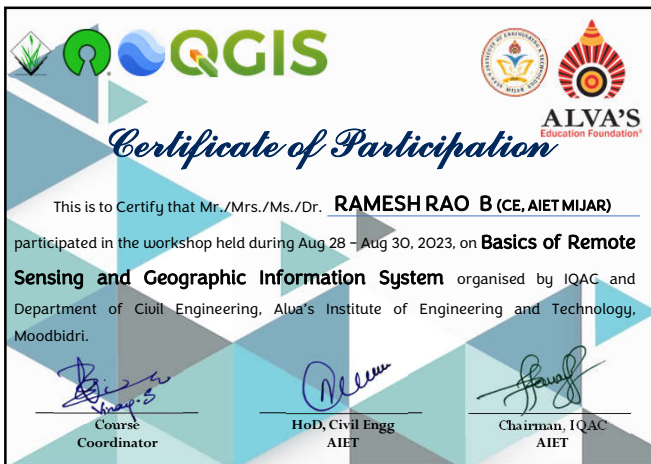 QGIS
ALVA'S
Education Foundation®
Certificate of Participation
This is to Certify that Mr./Mrs./Ms./Dr. RAMESH RAO B (CE, AIET MIJAR)
participated in the workshop held during Aug 28 – Aug 30, 2023, on Basics of Remote
Sensing and Geographic Information System organised by IQAC and
Department of Civil Engineering, Alva's Institute of Engineering and Technology,
Moodbidri.
Vinay.S
Course
Coordinator
HoD, Civil Engg
AIET
Chairman, IQAC
AIET